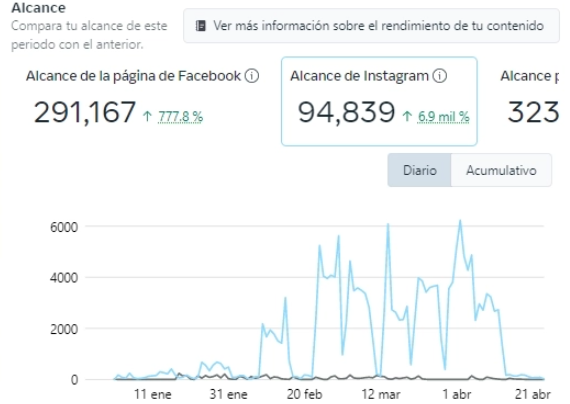 Alcance
Compara tu alcance de este
periodo con el anterior.
Ver más información sobre el rendimiento de tu contenido
Alcance de la página de Facebook
291,167 ↑ 777.8 %
Alcance de Instagram
94,839 ↑ 6.9 mil %
Alcance p
323
Diario
Acumulativo
6000
4000
2000
0
11 ene 31 ene 20 feb 12 mar 1 abr 21 abr